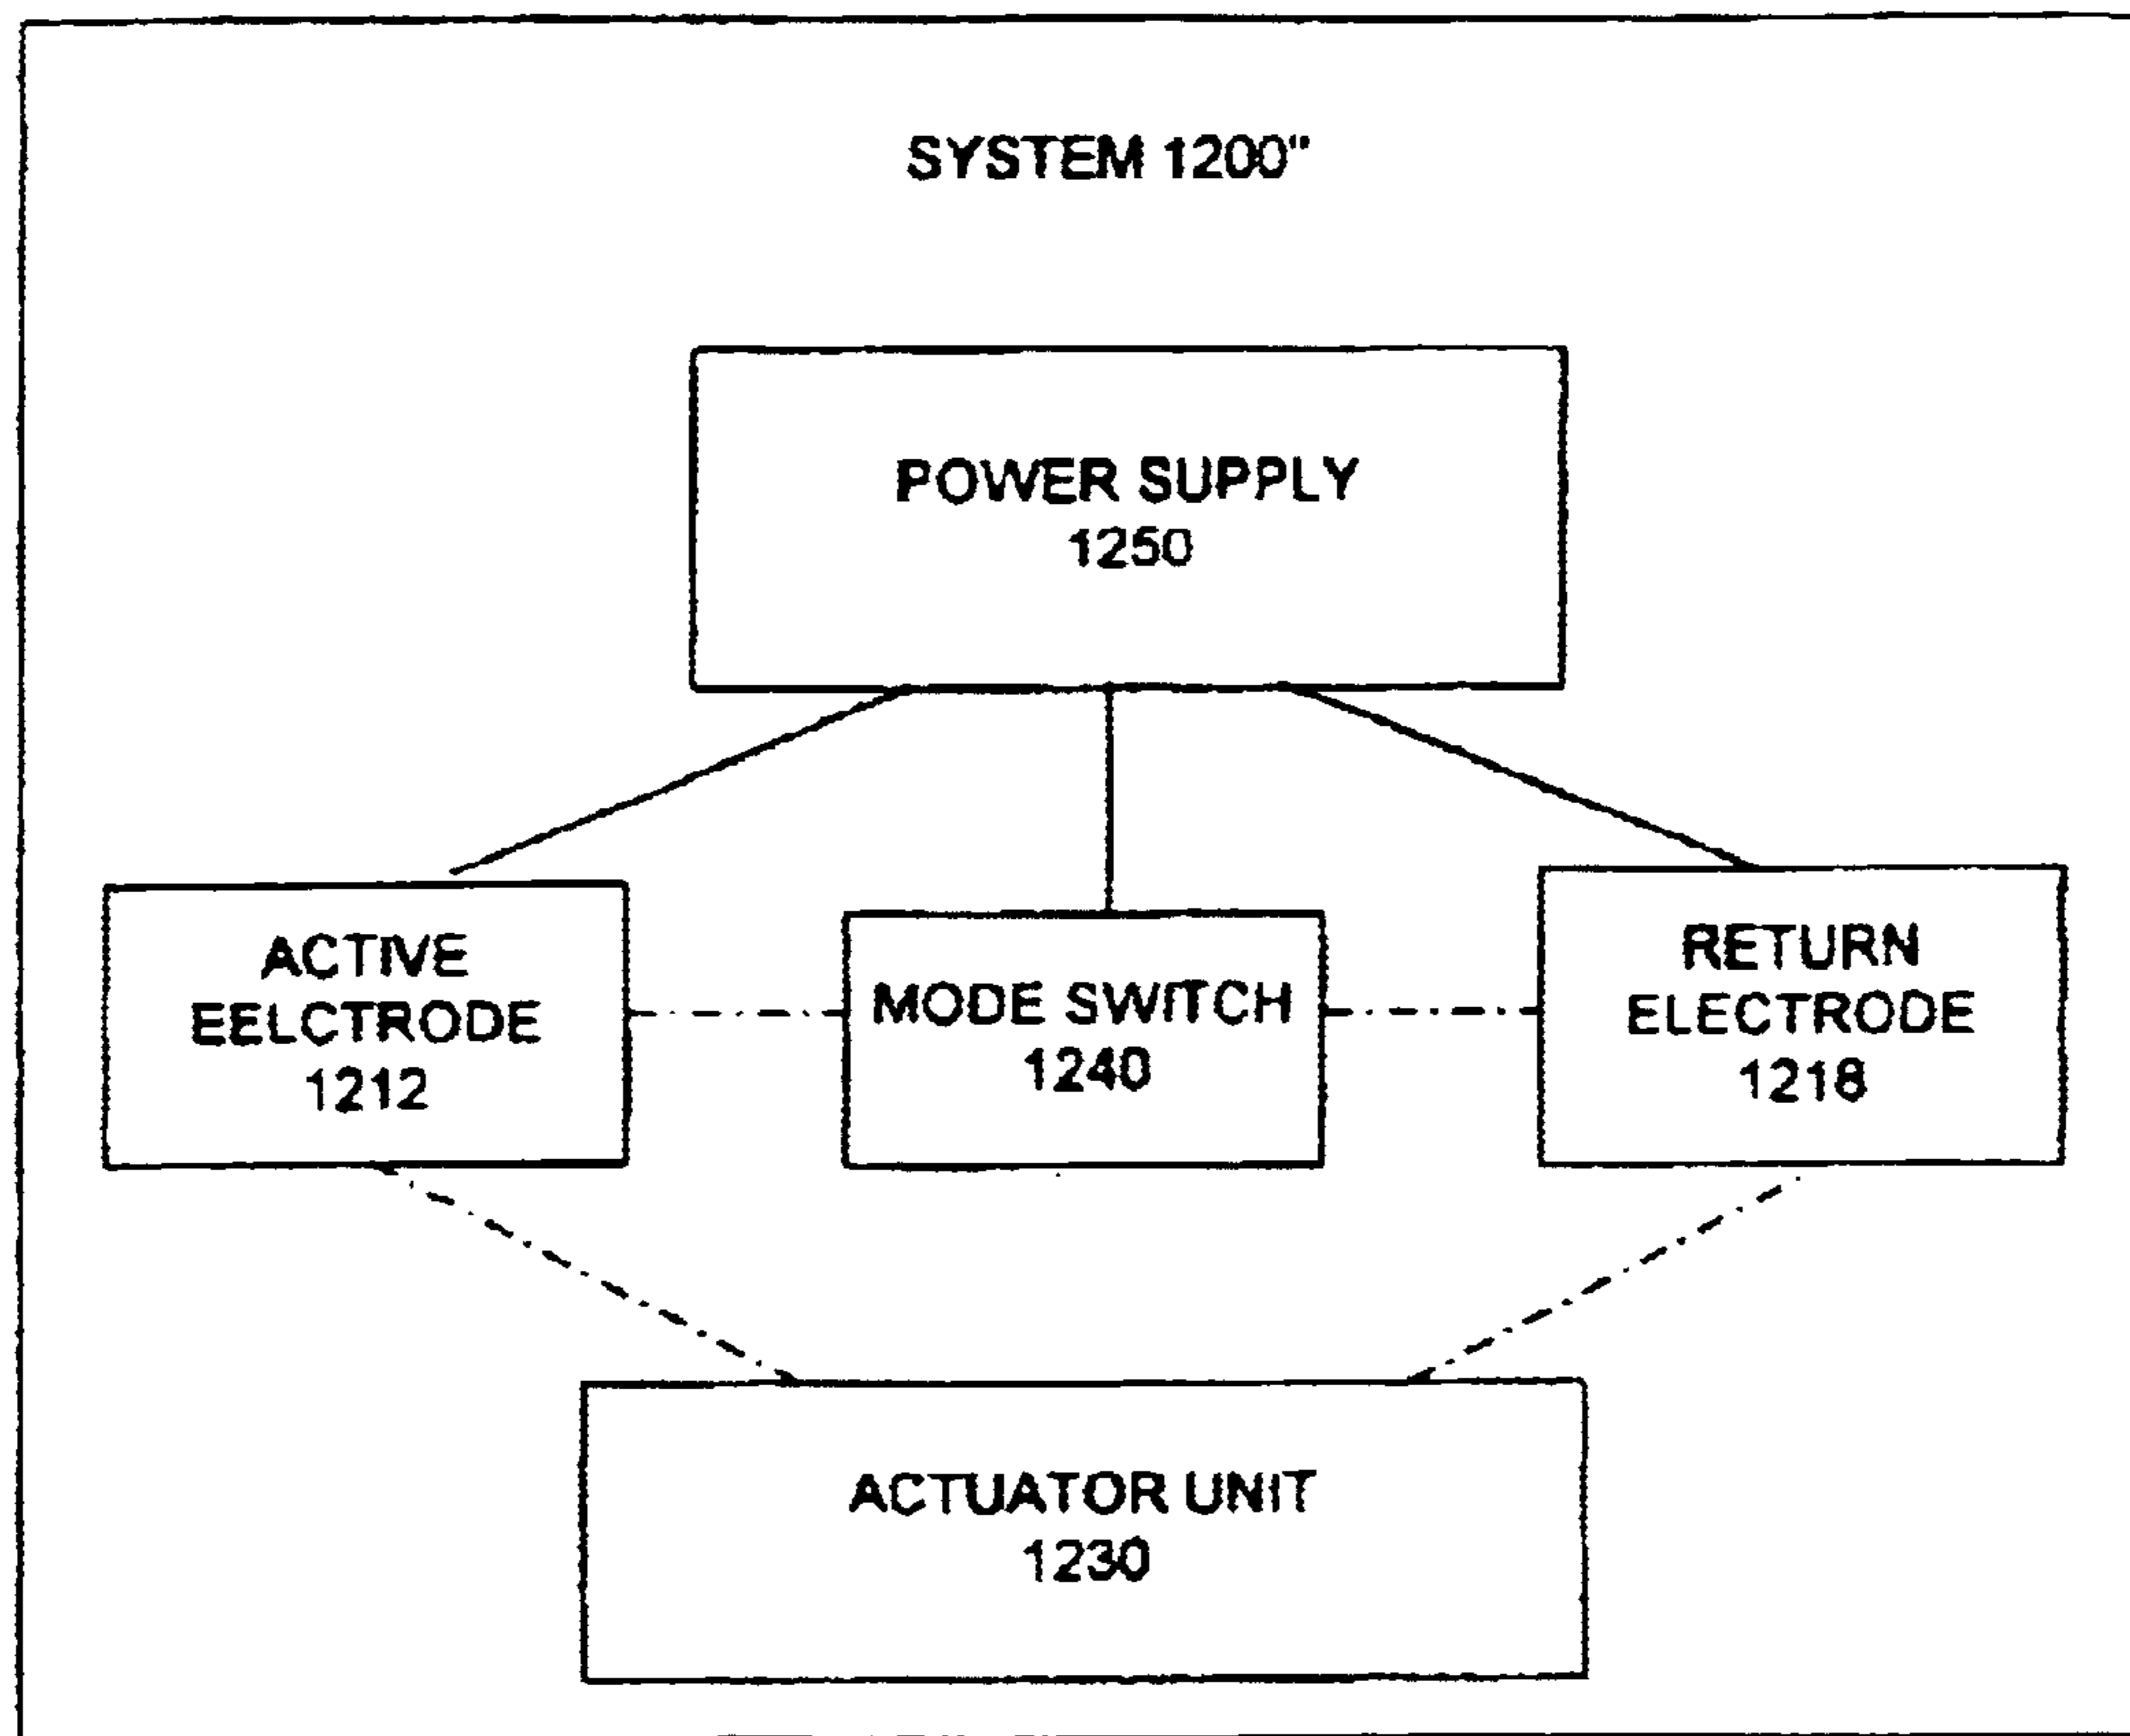 SYSTEM 1200"
POWER SUPPLY
1250
ACTIVE
EELCTRODE
1212
MODE SWITCH
1240
RETURN
ELECTRODE
1218
ACTUATOR UNIT
1230